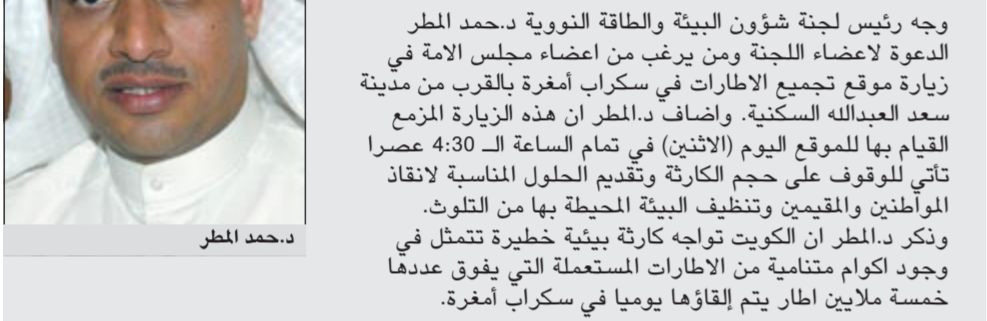 وجه رئيس لجنة شؤون البيئة والطاقة النووية د.حمد المطر
الدعوة لاعضاء اللجنة ومن يرغب من اعضاء مجلس الامة في
زيارة موقع تجميع الاطارات في سكراب أمغرة بالقرب من مدينة
سعد العبدالله السكنية. واضاف د.المطر ان هذه الزيارة المزمع
القيام بها للموقع اليوم (الاثنين) في تمام الساعة الـ 4:30 عصرا
تأتي للوقوف على حجم الكارثة وتقديم الحلول المناسبة لانقاذ
المواطنين والمقيمين وتنظيف البيئة المحيطة بها من التلوث.
وذكر د.المطر ان الكويت تواجه كارثة بيئية خطيرة تتمثل في
وجود اكوام متنامية من الاطارات المستعملة التي يفوق عددها
خمسة ملايين اطار يتم إلقاؤها يوميا في سكراب أمغرة.
د.حمد المطر